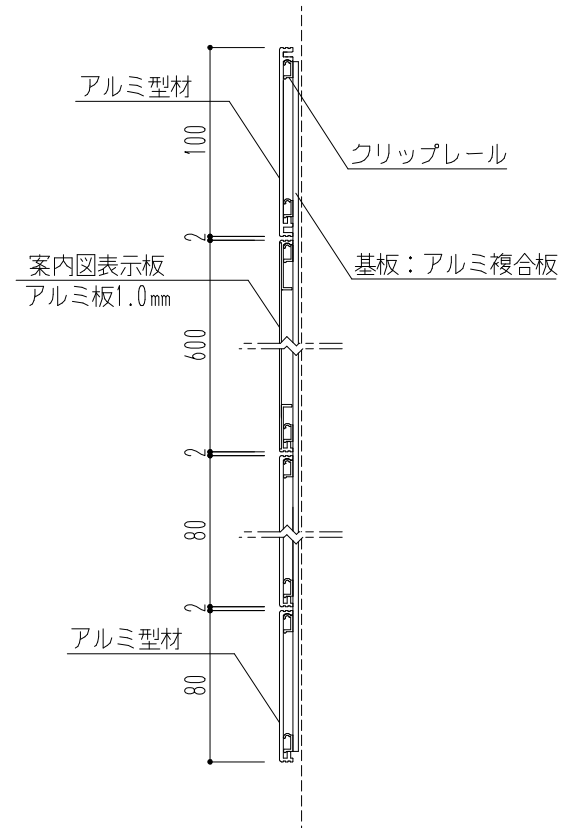 アルミ型材
100
クリップレール
2
案内図表示板
アルミ板1.0mm
基板：アルミ複合板
600
2
80
2
アルミ型材
80